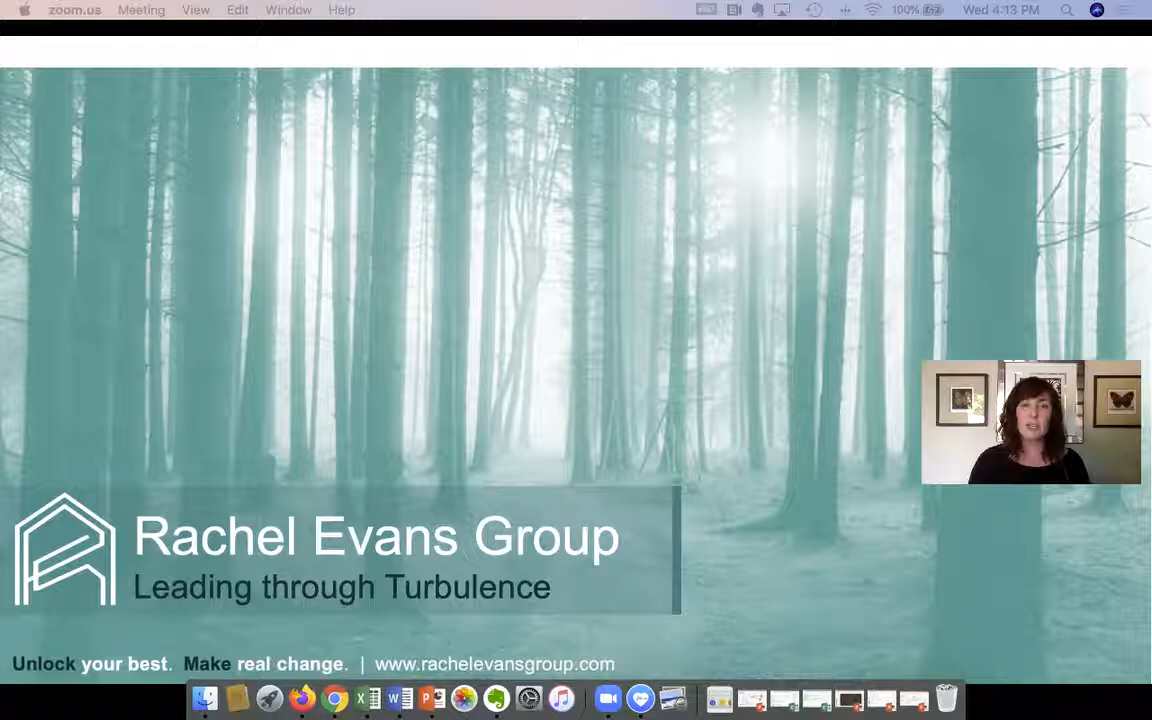 zoom.us Meeting View Edit Window Help 100% Wed 4:13 PM
Rachel Evans Group
Leading through Turbulence
Unlock your best. Make real change. | www.rachelevansgroup.com